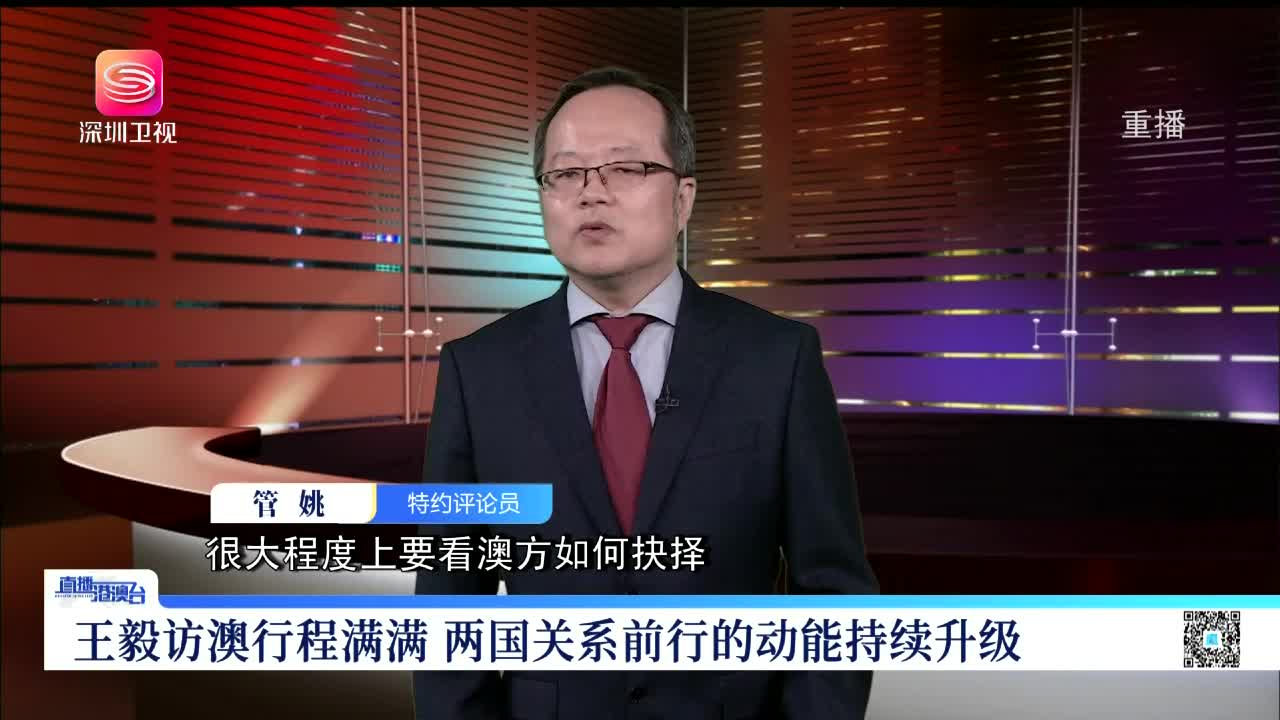 深圳卫视
重播
管姚
特约评论员
很大程度上要看澳方如何抉择
直播港澳台
王毅访澳行程满满 两国关系前行的动能持续升级